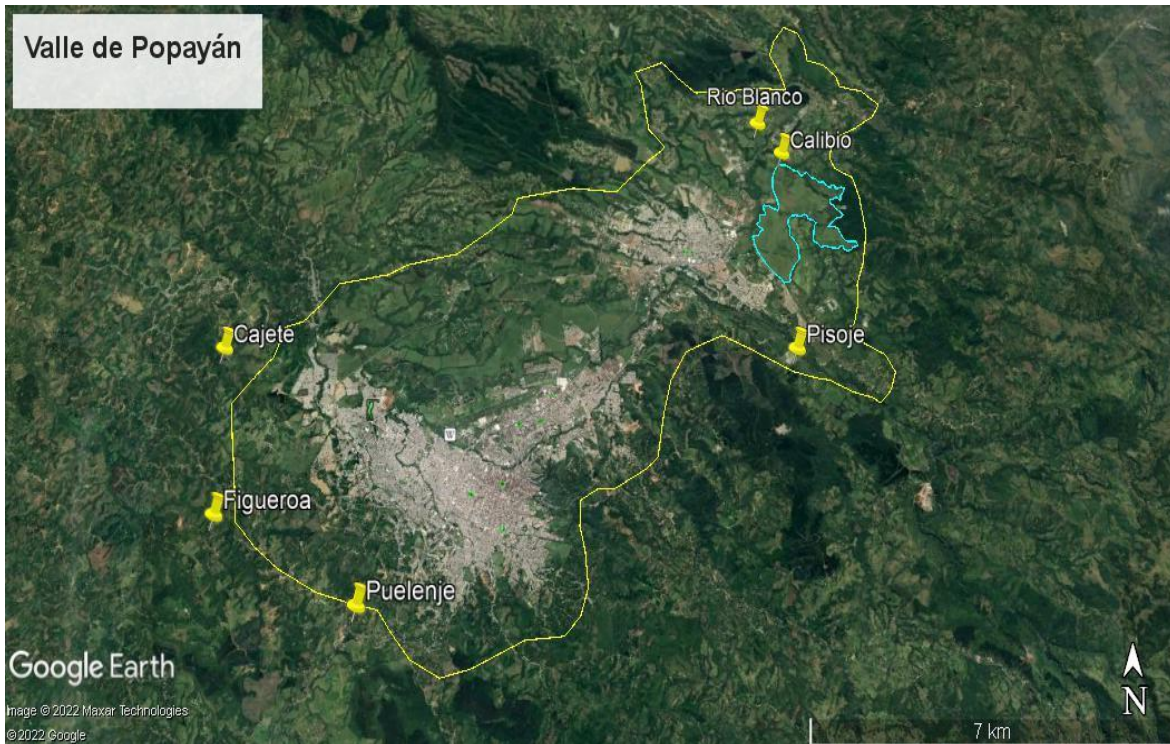 Valle de Popayán
Rio Blanco
Calibio
Cajete
Pisoje
Figueroa
Puelenje
Google Earth
N
Image © 2022 Maxar Technologies
©2022 Google
7 km